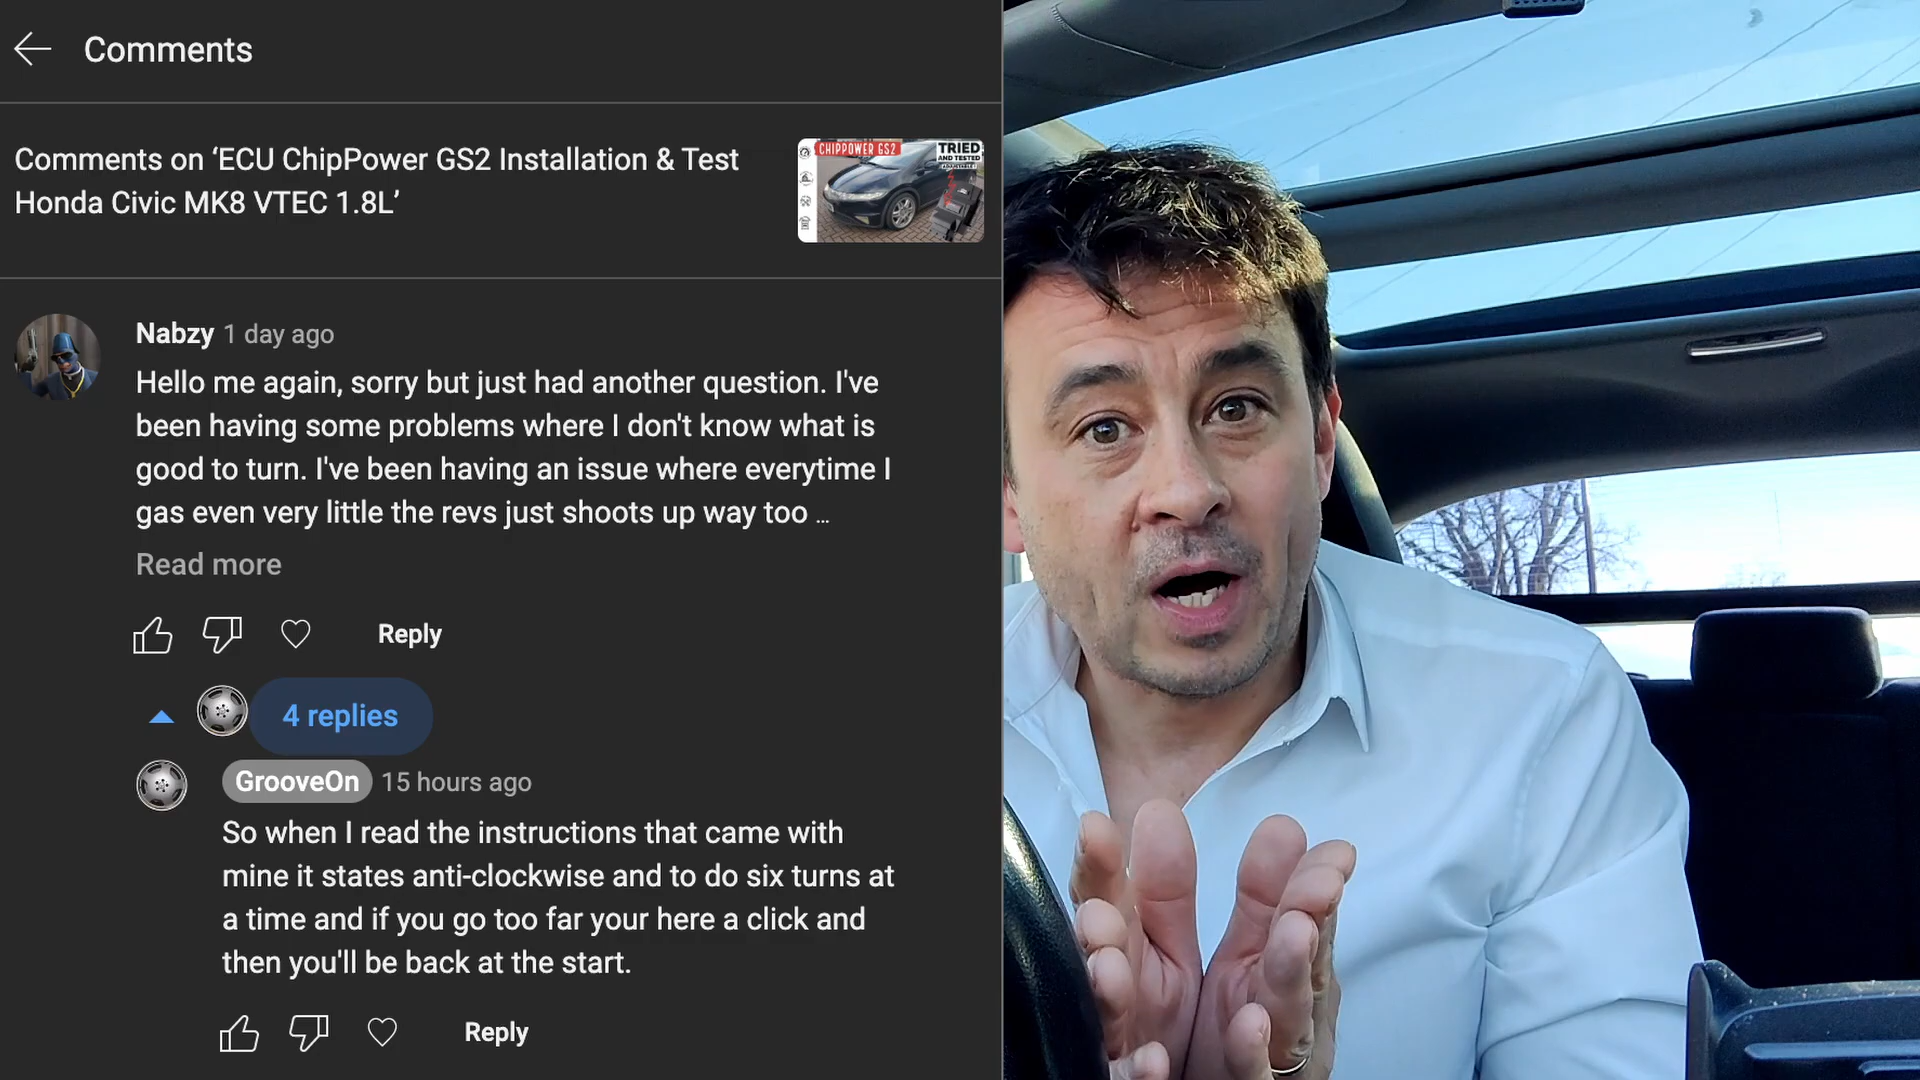 Comments
Comments on ‘ECU ChipPower GS2 Installation & Test
Honda Civic MK8 VTEC 1.8L’
CHIPPOWER GS2
TRIED
AND TESTED
Nabzy 1 day ago
Hello me again, sorry but just had another question. I've
been having some problems where I don't know what is
good to turn. I've been having an issue where everytime I
gas even very little the revs just shoots up way too ...
Read more
Reply
4 replies
GrooveOn 15 hours ago
So when I read the instructions that came with
mine it states anti-clockwise and to do six turns at
a time and if you go too far your here a click and
then you'll be back at the start.
Reply